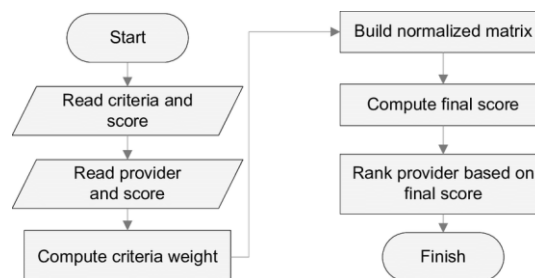 Start
Read criteria and
score
Read provider
and score
Compute criteria weight
Build normalized matrix
Compute final score
Rank provider based on
final score
Finish